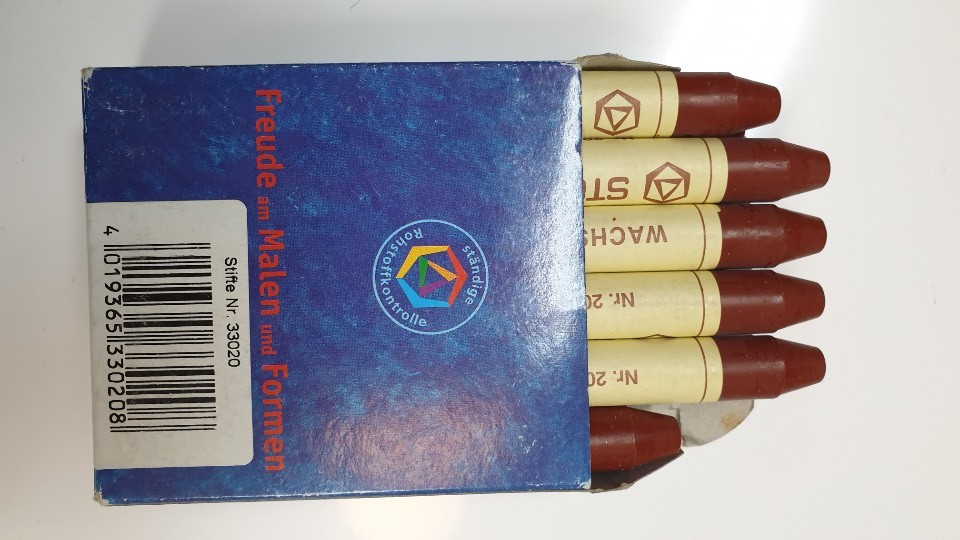 Freude am Malen und Formen
ständige
Rohstoffkontrolle
Stifte Nr. 33020
4 019365 330208
WACHS
Nr. 20
Nr. 20